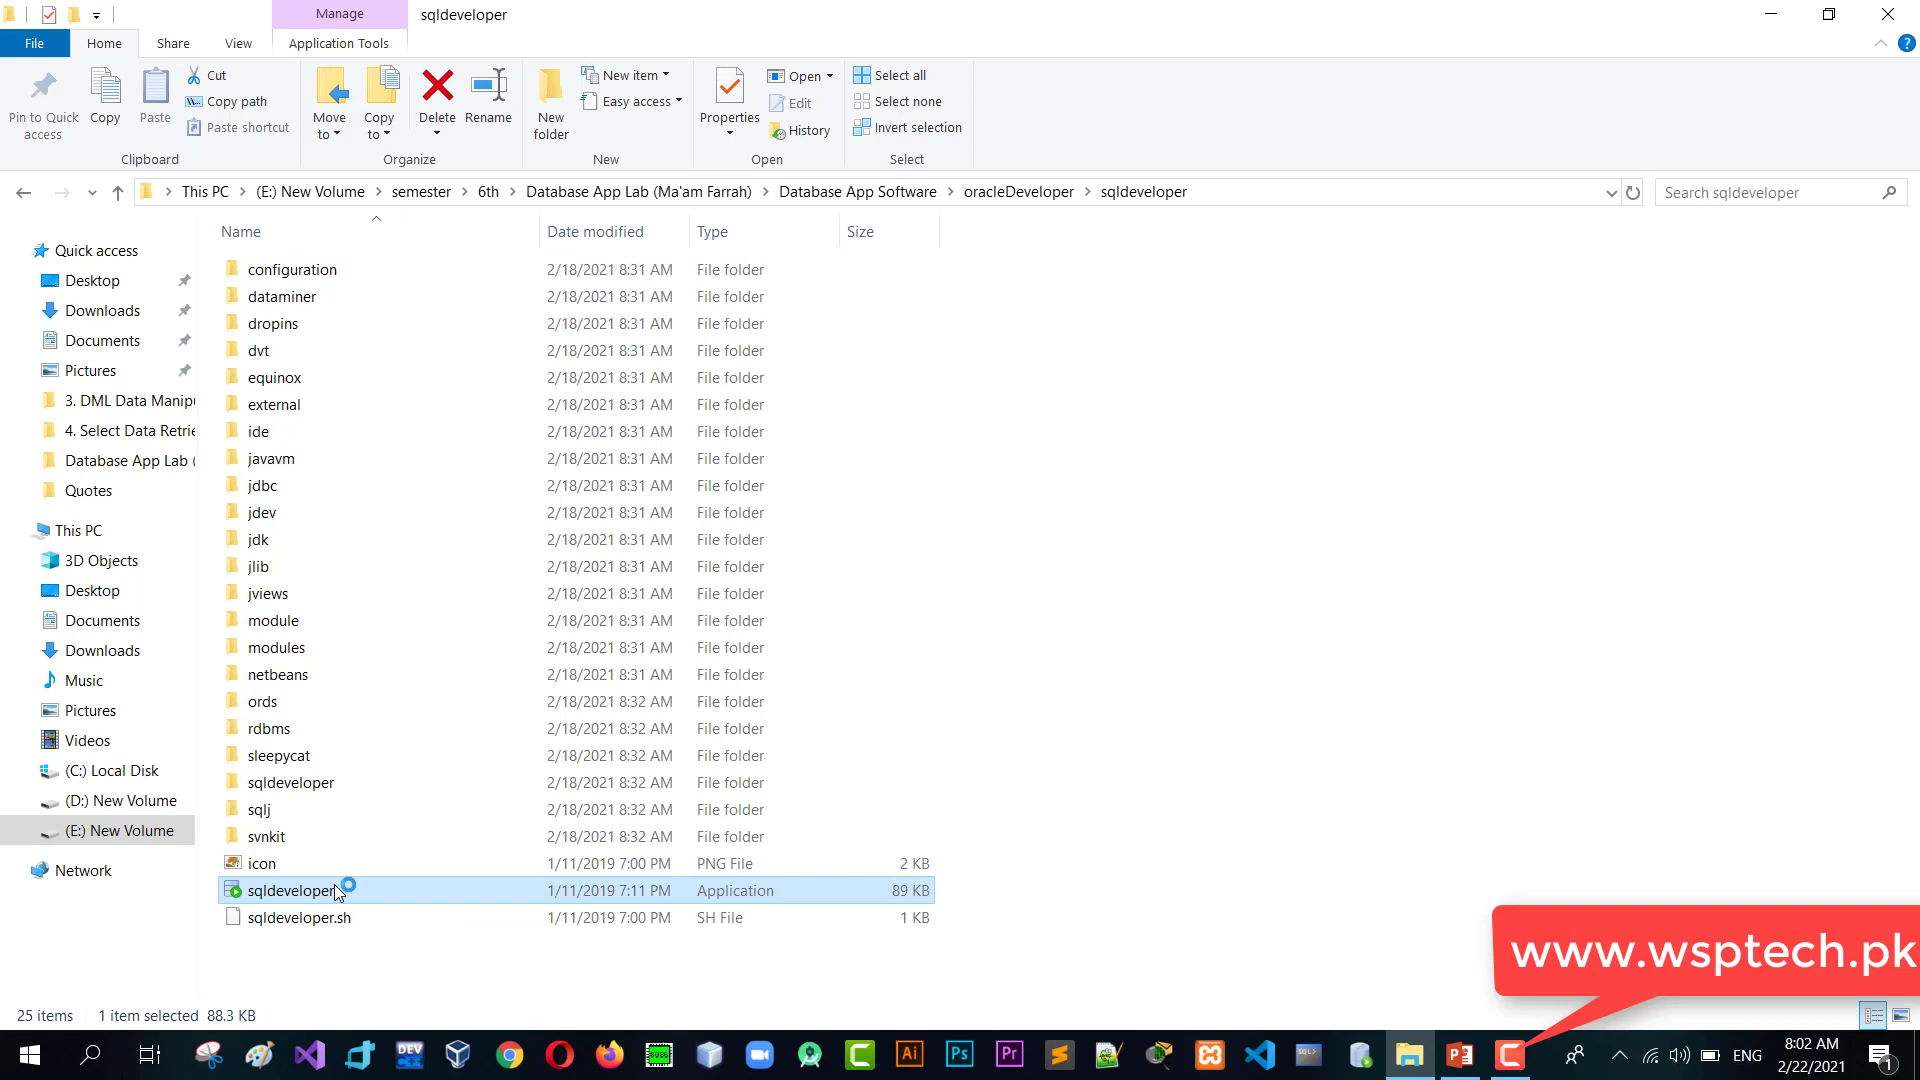 Manage
sqldeveloper
File
Home
Share
View
Application Tools
Pin to Quick access
Copy
Paste
Cut
Copy path
Paste shortcut
Clipboard
Move to
Copy to
Delete
Rename
Organize
New folder
New item
Easy access
New
Properties
Open
Edit
History
Open
Select all
Select none
Invert selection
Select
This PC > (E:) New Volume > semester > 6th > Database App Lab (Ma'am Farrah) > Database App Software > oracleDeveloper > sqldeveloper
Search sqldeveloper
Name Date modified Type Size
Quick access
Desktop
Downloads
Documents
Pictures
3. DML Data Manipu
4. Select Data Retrie
Database App Lab (
Quotes
This PC
3D Objects
Desktop
Documents
Downloads
Music
Pictures
Videos
(C:) Local Disk
(D:) New Volume
(E:) New Volume
Network
configuration 2/18/2021 8:31 AM File folder
dataminer 2/18/2021 8:31 AM File folder
dropins 2/18/2021 8:31 AM File folder
dvt 2/18/2021 8:31 AM File folder
equinox 2/18/2021 8:31 AM File folder
external 2/18/2021 8:31 AM File folder
ide 2/18/2021 8:31 AM File folder
javavm 2/18/2021 8:31 AM File folder
jdbc 2/18/2021 8:31 AM File folder
jdev 2/18/2021 8:31 AM File folder
jdk 2/18/2021 8:31 AM File folder
jlib 2/18/2021 8:31 AM File folder
jviews 2/18/2021 8:31 AM File folder
module 2/18/2021 8:31 AM File folder
modules 2/18/2021 8:31 AM File folder
netbeans 2/18/2021 8:31 AM File folder
ords 2/18/2021 8:32 AM File folder
rdbms 2/18/2021 8:32 AM File folder
sleepycat 2/18/2021 8:32 AM File folder
sqldeveloper 2/18/2021 8:32 AM File folder
sqlj 2/18/2021 8:32 AM File folder
svnkit 2/18/2021 8:32 AM File folder
icon 1/11/2019 7:00 PM PNG File 2 KB
sqldeveloper 1/11/2019 7:11 PM Application 89 KB
sqldeveloper.sh 1/11/2019 7:00 PM SH File 1 KB
www.wsptech.pk
25 items 1 item selected 88.3 KB
DEV
8086
Ai
Ps
Pr
ENG
8:02 AM
2/22/2021
1